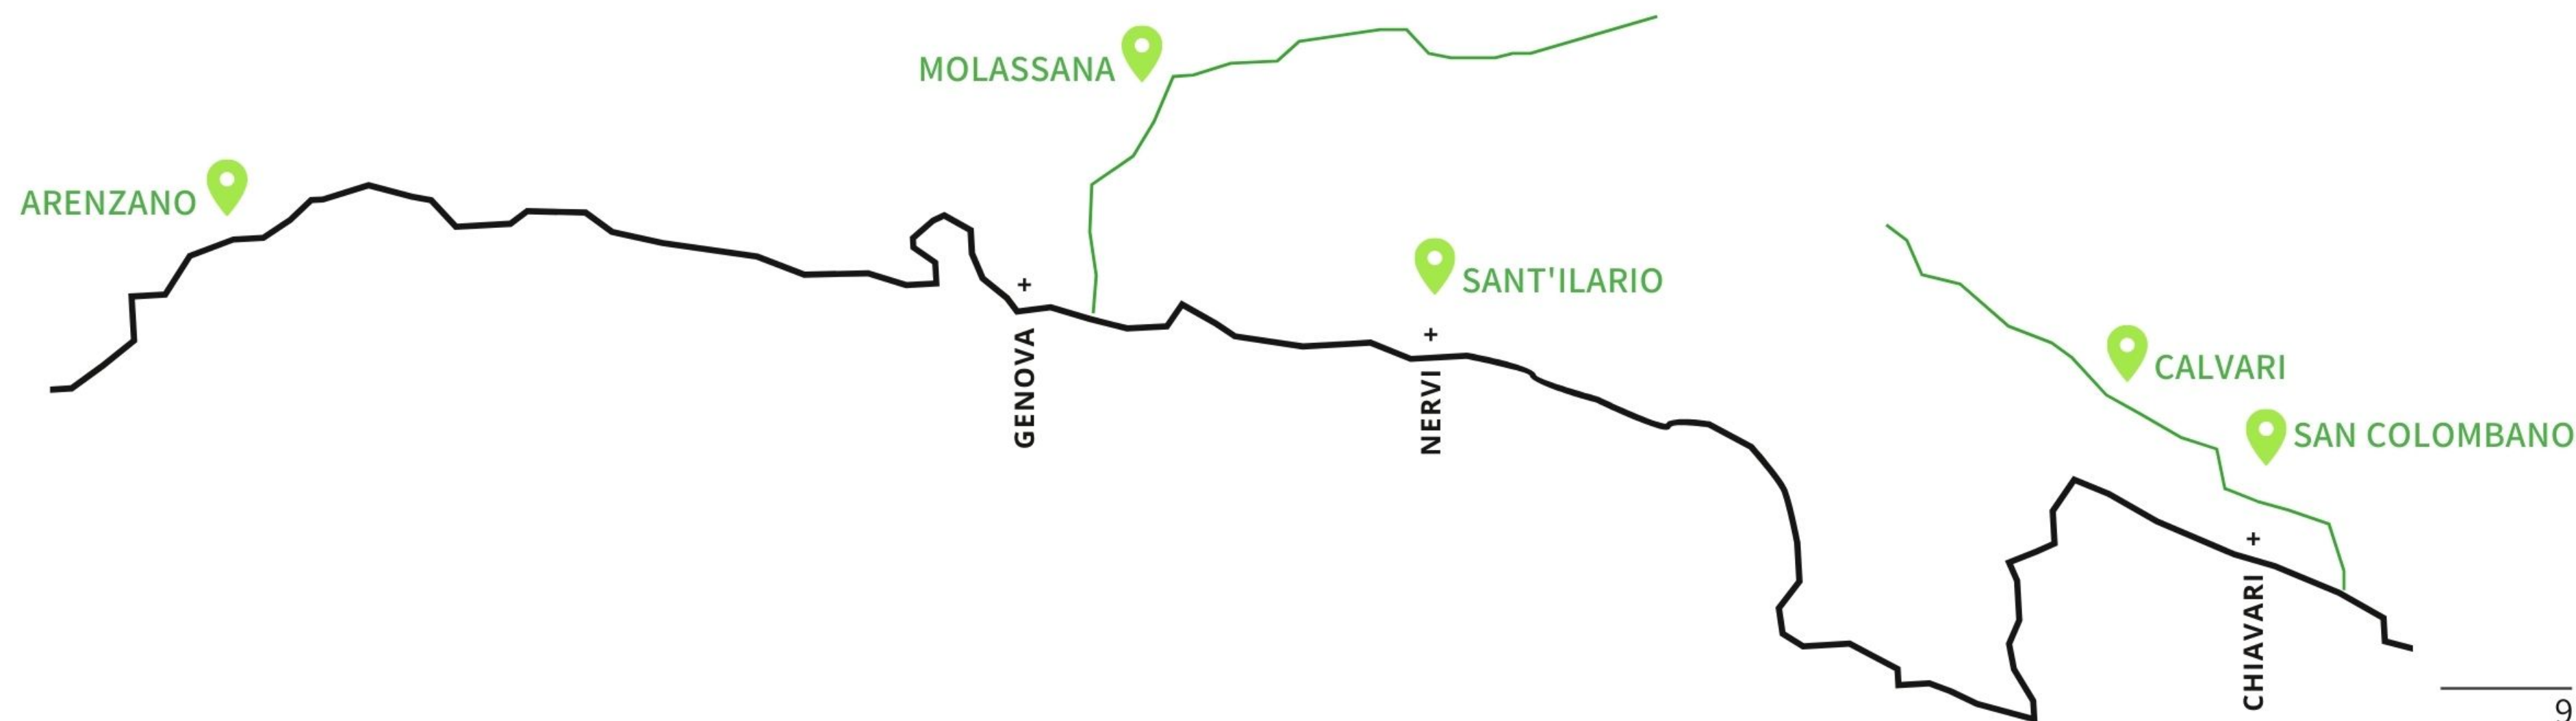 MOLASSANA
ARENZANO
SANT'ILARIO
GENOVA
NERVI
CALVARI
SAN COLOMBANO
CHIAVARI
9